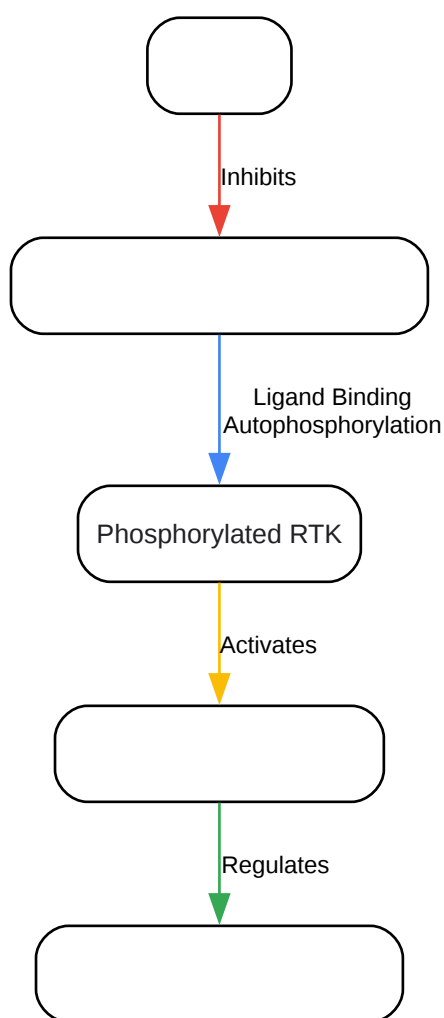 Inhibits
Ligand Binding
Autophosphorylation
Phosphorylated RTK
Activates
Regulates